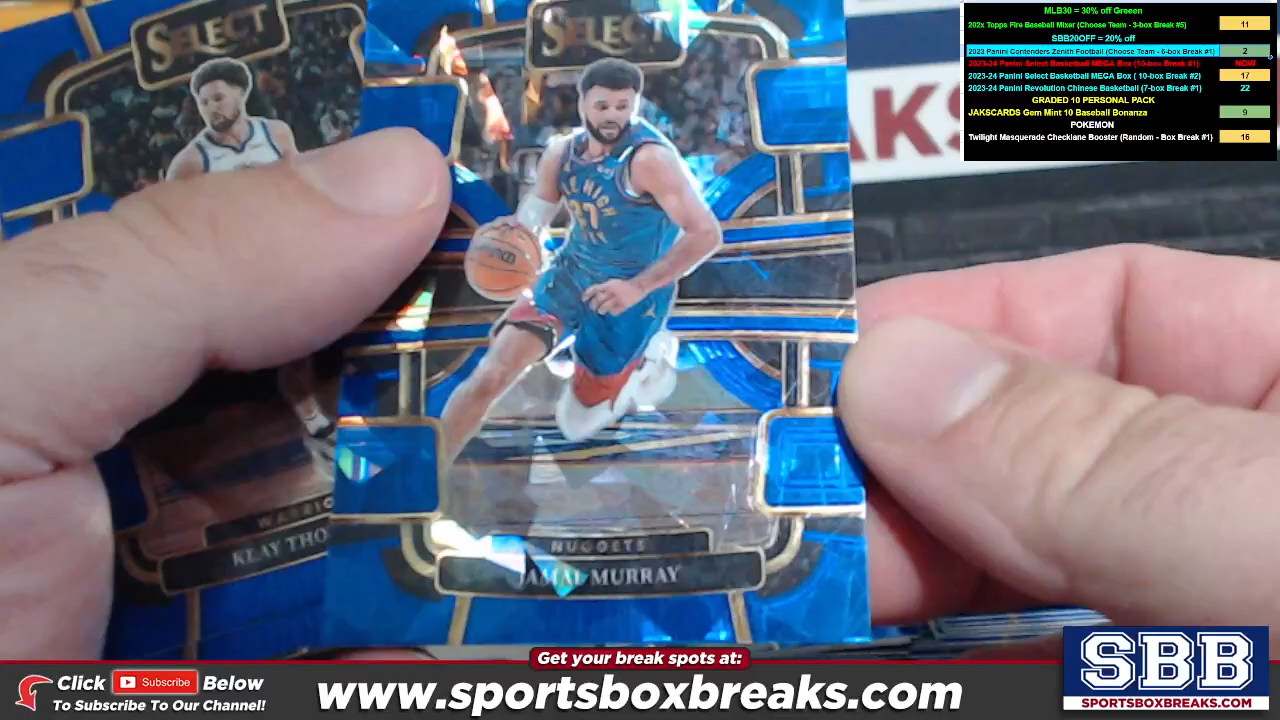 MLB30 = 30% off Greeen
202x Topps Fire Baseball Mixer (Choose Team - 3-box Break #5) 11
SBB20OFF = 20% off
2023 Panini Contenders Zenith Football (Choose Team - 6-box Break #1) 2
2023-24 Panini Select Basketball MEGA Box (10-box Break #1) NOW
2023-24 Panini Select Basketball MEGA Box ( 10-box Break #2) 17
2023-24 Panini Revolution Chinese Basketball (7-box Break #1) 22
GRADED 10 PERSONAL PACK
JAKSCARDS Gem Mint 10 Baseball Bonanza 9
POKEMON
Twilight Masquerade Checklane Booster (Random - Box Break #1) 16
SELECT
SELECT
AKS
KLAY THO
NUGGETS
JAMAL MURRAY
Get your break spots at:
Click Subscribe Below
To Subscribe To Our Channel!
www.sportsboxbreaks.com
SBB
SPORTSBOXBREAKS.COM